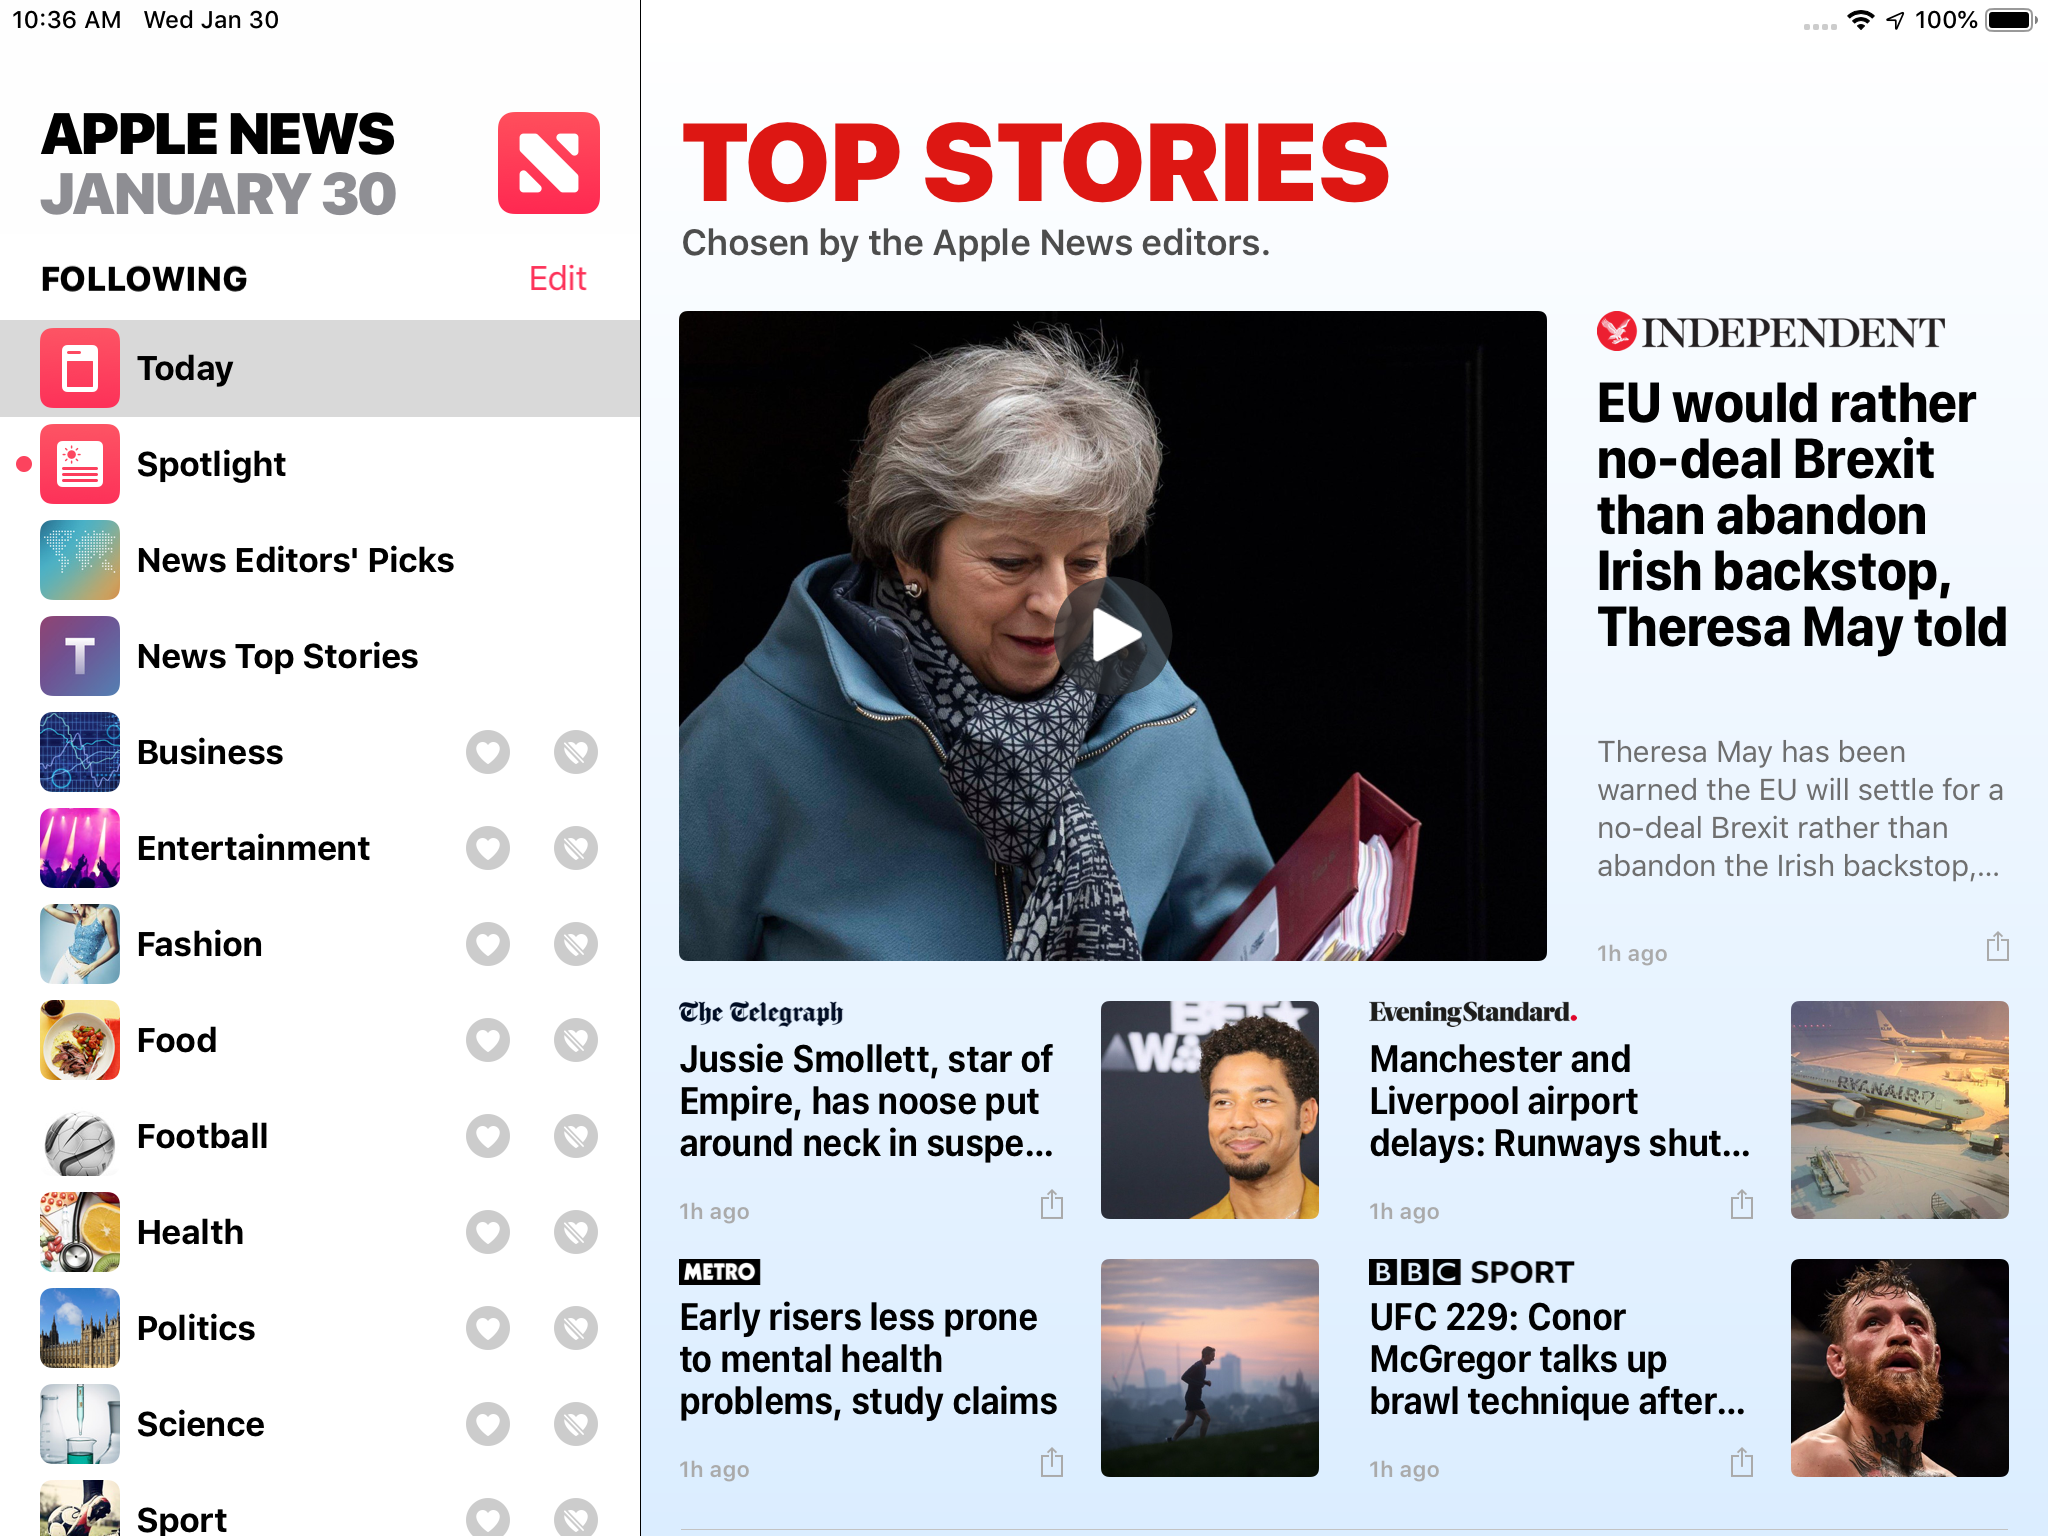 10:36 AM Wed Jan 30
100%
APPLE NEWS
JANUARY 30
FOLLOWING
Edit
Today
Spotlight
News Editors' Picks
T
News Top Stories
Business
Entertainment
Fashion
Food
Football
Health
Politics
Science
Sport
TOP STORIES
Chosen by the Apple News editors.
INDEPENDENT
EU would rather
no-deal Brexit
than abandon
Irish backstop,
Theresa May told
Theresa May has been
warned the EU will settle for a
no-deal Brexit rather than
abandon the Irish backstop,...
1h ago
The Telegraph
Jussie Smollett, star of
Empire, has noose put
around neck in suspe...
1h ago
BET
Evening Standard.
Manchester and
Liverpool airport
delays: Runways shut...
1h ago
RYANAIR
METRO
Early risers less prone
to mental health
problems, study claims
1h ago
BBC SPORT
UFC 229: Conor
McGregor talks up
brawl technique after...
1h ago